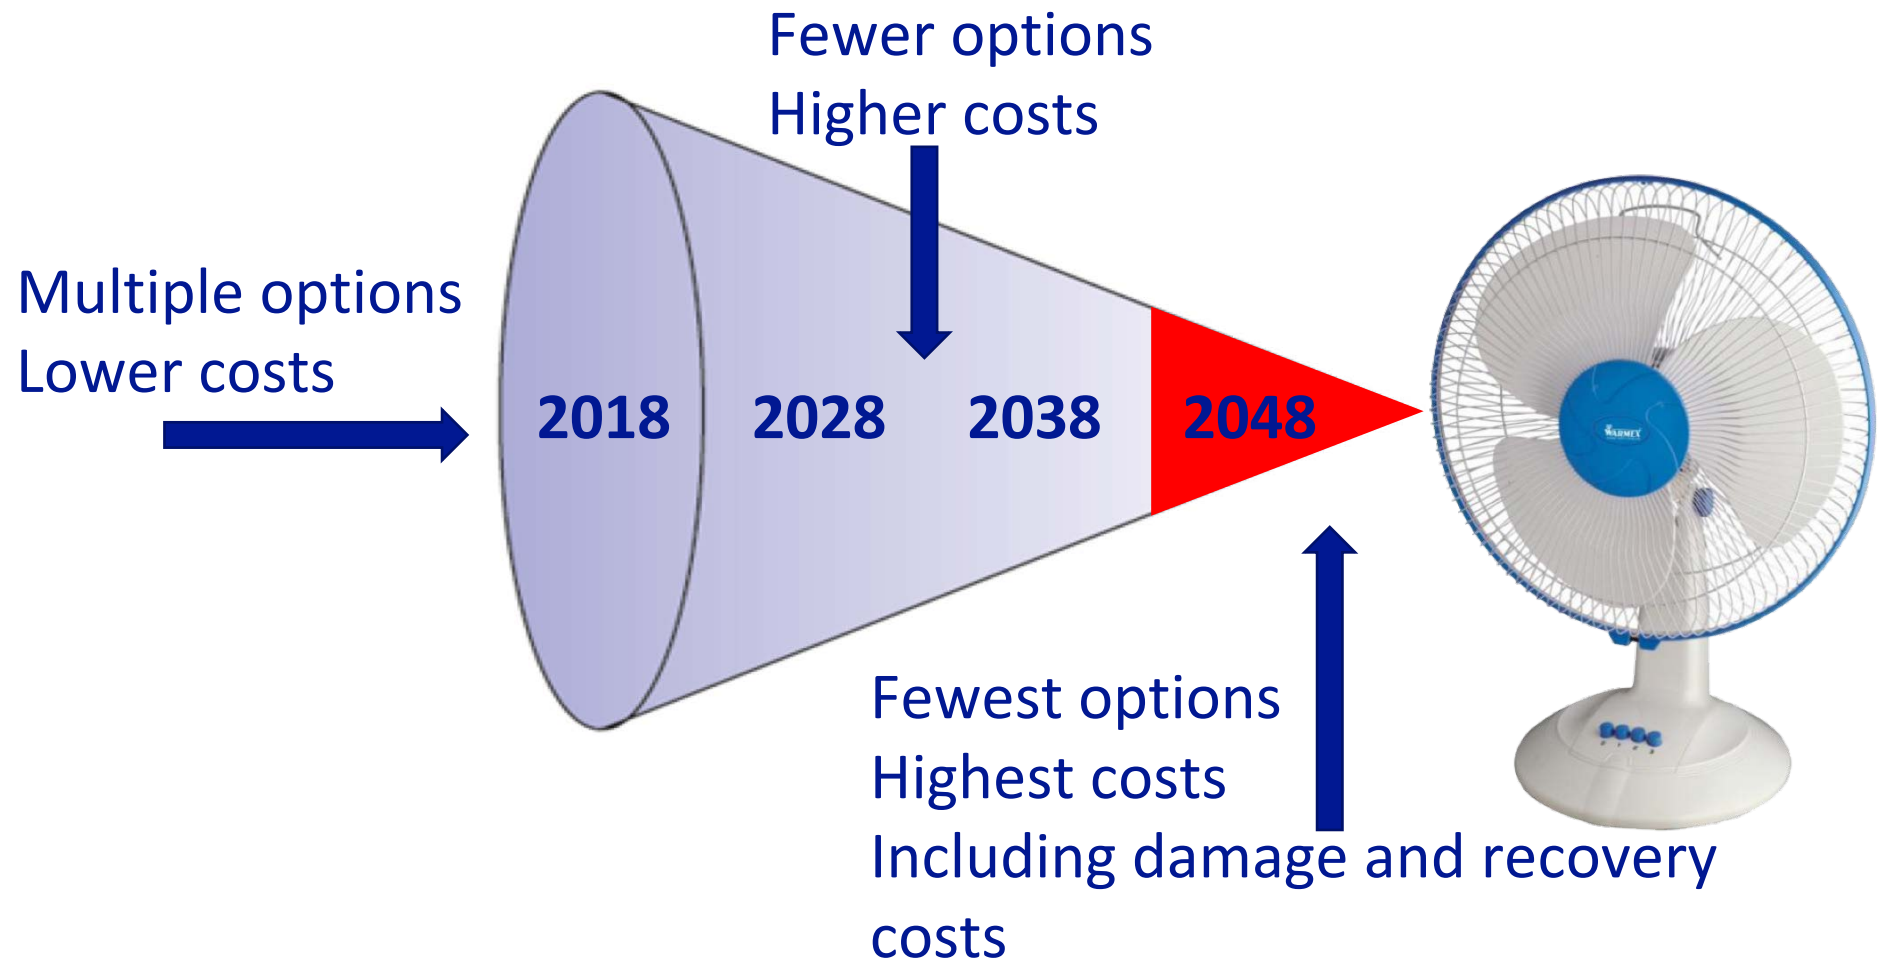 Fewer options
Higher costs
Multiple options
Lower costs
2018 2028 2038 2048
WARMEX
Fewest options
Highest costs
Including damage and recovery
costs